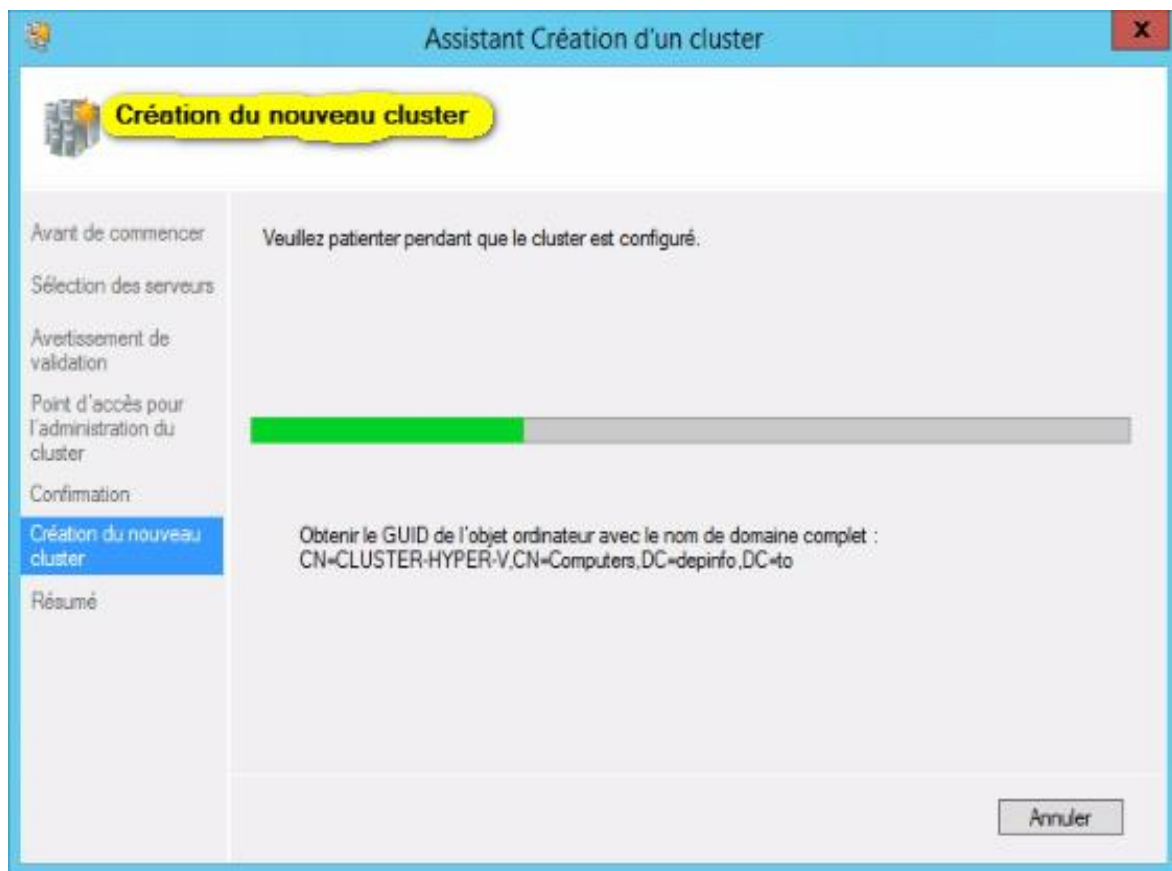 Assistant Création d'un cluster
x
Création du nouveau cluster
Avant de commencer
Sélection des serveurs
Avertissement de
validation
Point d'accès pour
l'administration du
cluster
Confirmation
Création du nouveau
cluster
Résumé
Veuillez patienter pendant que le cluster est configuré.
Obtenir le GUID de l'objet ordinateur avec le nom de domaine complet :
CN=CLUSTER-HYPER-V,CN=Computers,DC=depinfo,DC=to
Annuler